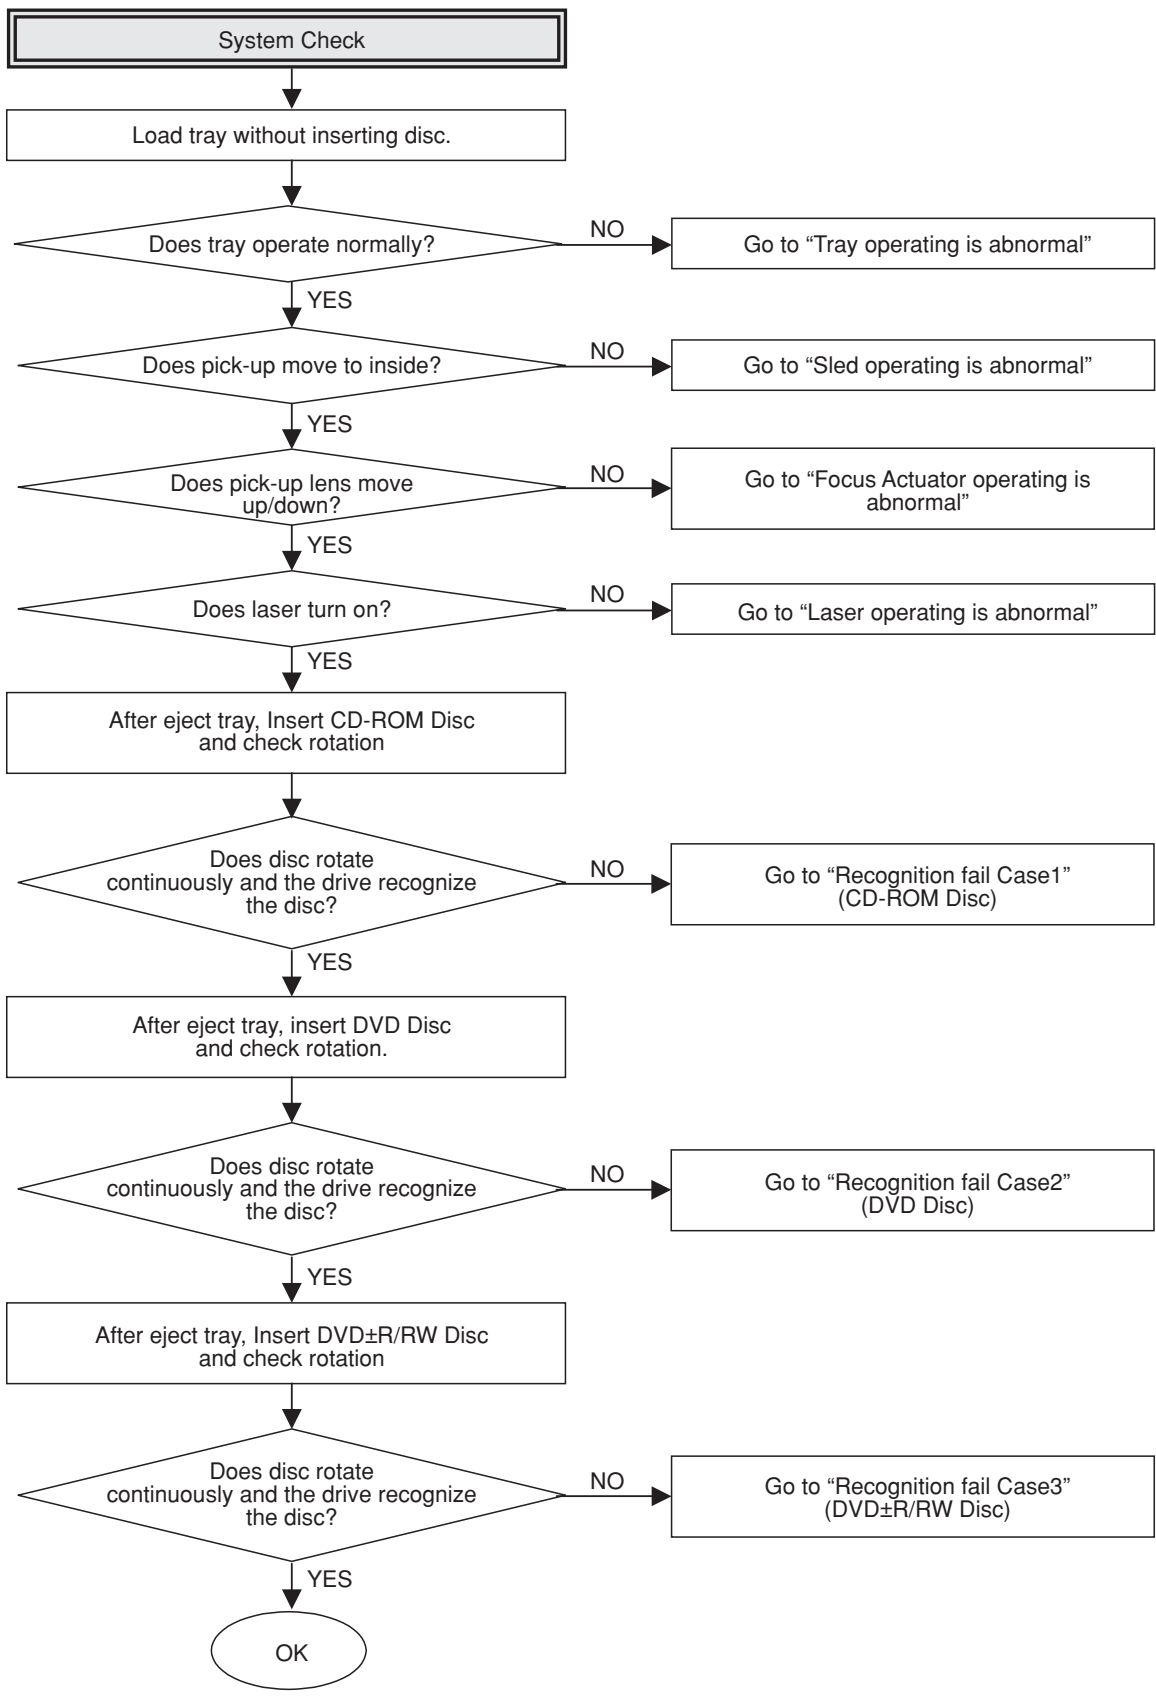 System Check
Load tray without inserting disc.
Does tray operate normally?
NO
Go to “Tray operating is abnormal”
YES
Does pick-up move to inside?
NO
Go to “Sled operating is abnormal”
YES
Does pick-up lens move
up/down?
NO
Go to “Focus Actuator operating is
abnormal”
YES
Does laser turn on?
NO
Go to “Laser operating is abnormal”
YES
After eject tray, Insert CD-ROM Disc
and check rotation
Does disc rotate
continuously and the drive recognize
the disc?
NO
Go to “Recognition fail Case1”
(CD-ROM Disc)
YES
After eject tray, insert DVD Disc
and check rotation.
Does disc rotate
continuously and the drive recognize
the disc?
NO
Go to “Recognition fail Case2”
(DVD Disc)
YES
After eject tray, Insert DVD±R/RW Disc
and check rotation
Does disc rotate
continuously and the drive recognize
the disc?
NO
Go to “Recognition fail Case3”
(DVD±R/RW Disc)
YES
OK